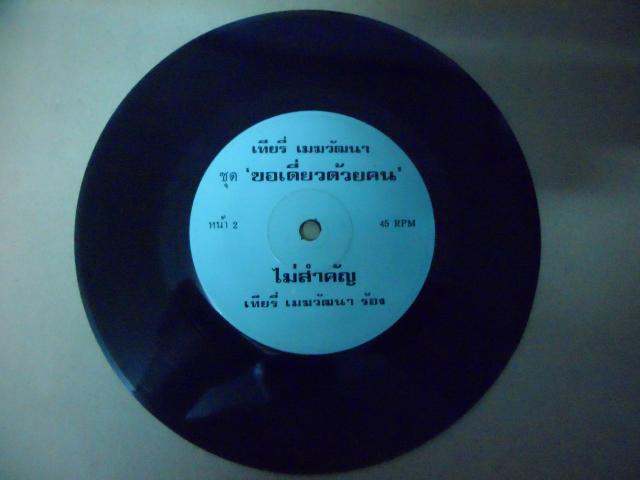 เทียรี่ เมฆวัฒนา
ชุด 'ขอเดี่ยวด้วยคน'
หน้า 2
45 RPM
ไม่สำคัญ
เทียรี่ เมฆวัฒนา ร้อง